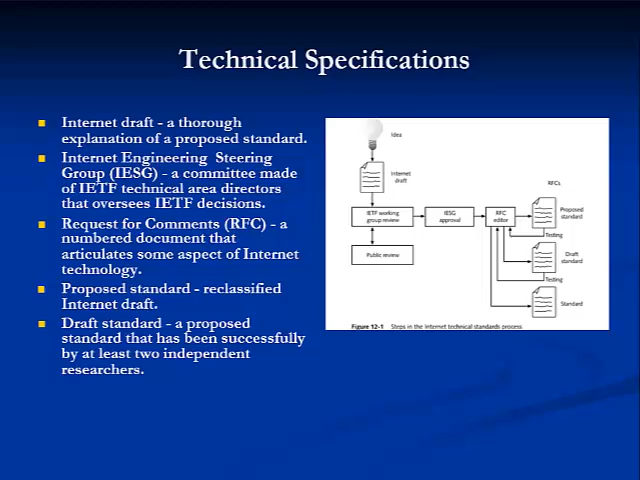 Technical Specifications
Internet draft - a thorough
explanation of a proposed standard.
Internet Engineering Steering
Group (IESG) - a committee made
of IETF technical area directors
that oversees IETF decisions.
Request for Comments (RFC) - a
numbered document that
articulates some aspect of Internet
technology.
Proposed standard - reclassified
Internet draft.
Draft standard - a proposed
standard that has been successfully
by at least two independent
researchers.
Idea
Internet
draft
RFCs
IETF working
group review
IESG
approval
RFC
editor
Proposed
standard
Testing
Public review
Draft
standard
Testing
Standard
Figure 12-1 Steps in the Internet technical standards process